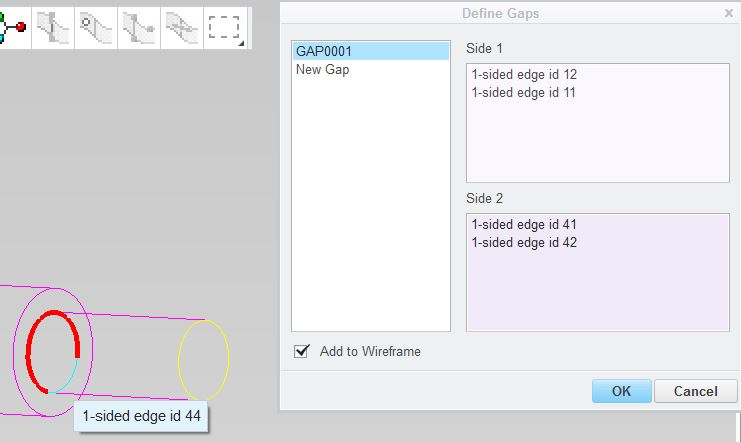 Define Gaps
GAP0001
New Gap
Side 1
1-sided edge id 12
1-sided edge id 11
Side 2
1-sided edge id 41
1-sided edge id 42
Add to Wireframe
OK
Cancel
1-sided edge id 44